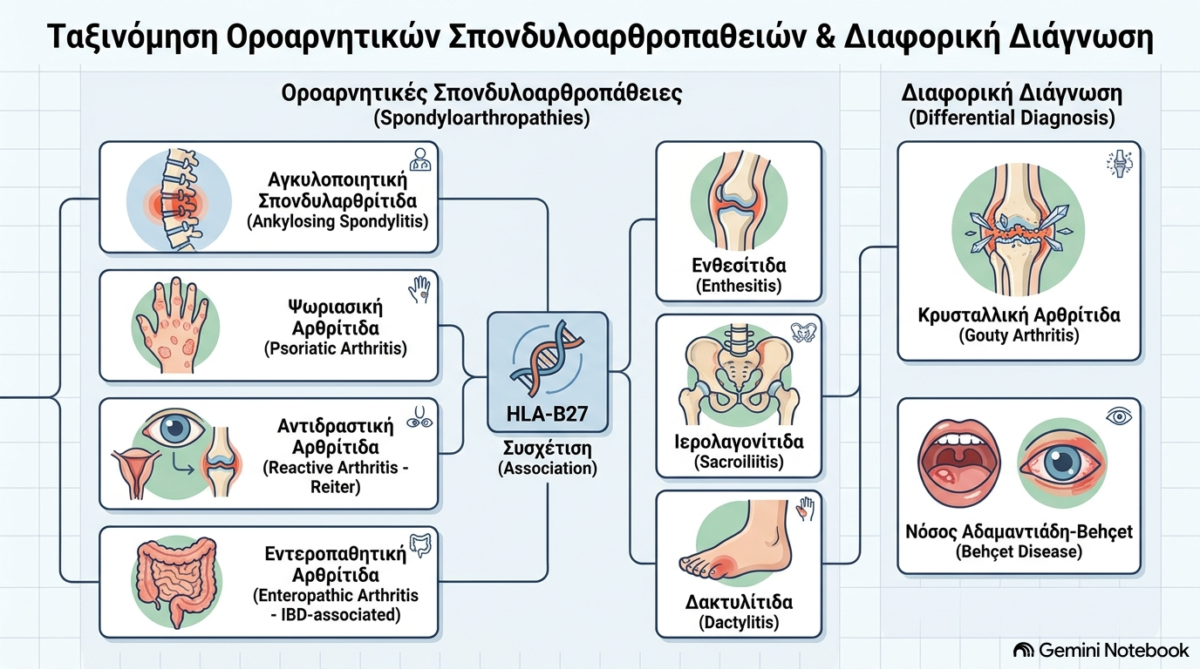 Ταξινόμηση Οροαρνητικών Σπονδυλοαρθροπαθειών & Διαφορική Διάγνωση
Οροαρνητικές Σπονδυλοαρθροπάθειες
(Spondyloarthropathies)
Αγκυλοποιητική
Σπονδυλαρθρίτιδα
(Ankylosing Spondylitis)
Ψωριασική
Αρθρίτιδα
(Psoriatic Arthritis)
Αντιδραστική
Αρθρίτιδα
(Reactive Arthritis -
Reiter)
Εντεροπαθητική
Αρθρίτιδα
(Enteropathic Arthritis
- IBD-associated)
HLA-B27
Συσχέτιση
(Association)
Ενθεσίτιδα
(Enthesitis)
Ιερολαγονίτιδα
(Sacroiliitis)
Δακτυλίτιδα
(Dactylitis)
Διαφορική Διάγνωση
(Differential Diagnosis)
Κρυσταλλική Αρθρίτιδα
(Gouty Arthritis)
Νόσος Αδαμαντιάδη-Behçet
(Behçet Disease)
Gemini Notebook